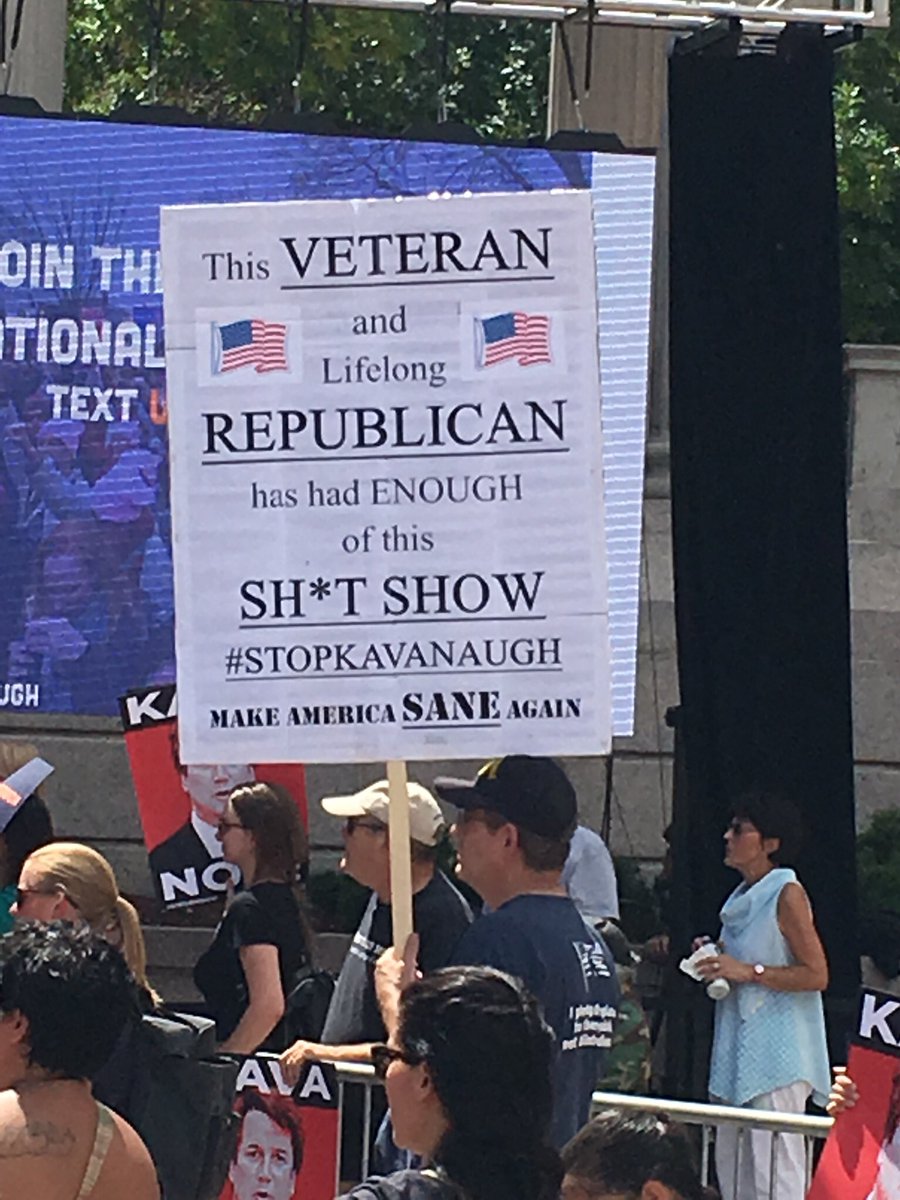 This VETERAN
and
Lifelong
REPUBLICAN
has had ENOUGH
of this
SH*T SHOW
#STOPKAVANAUGH
MAKE AMERICA SANE AGAIN
OIN TH
TIONAL
TEXT U
UGH
KA
NO
AVA
K